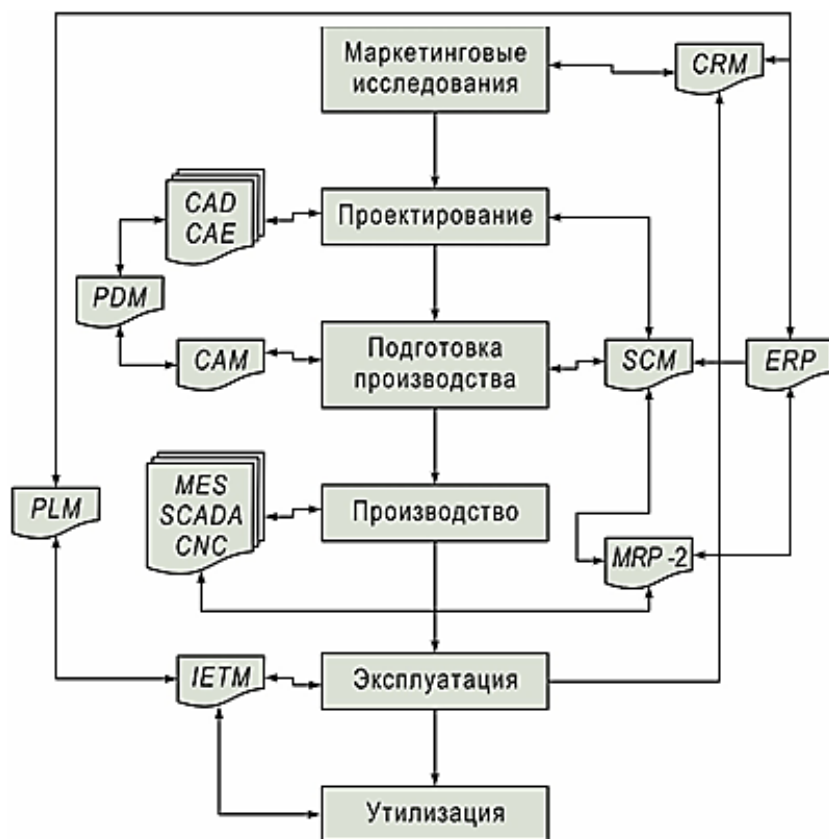 Маркетинговые
исследования
CRM
CAD
CAE
Проектирование
PDM
CAM
Подготовка
производства
SCM
ERP
MES
SCADA
CNC
Производство
PLM
MRP-2
IETM
Эксплуатация
Утилизация